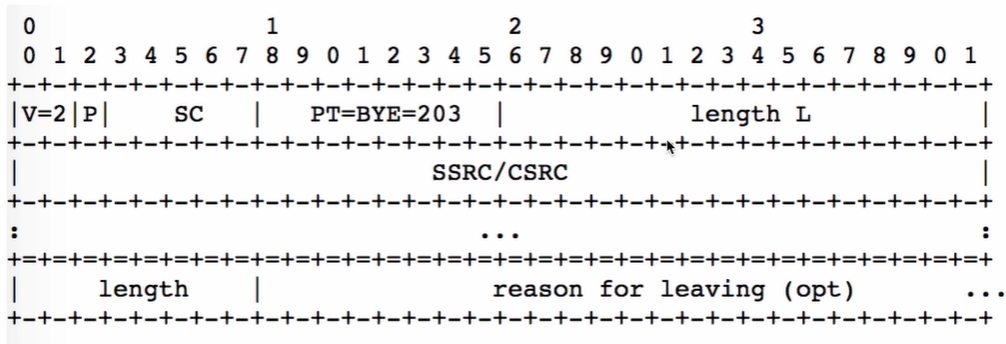 0 1 2 3
0 1 2 3 4 5 6 7 8 9 0 1 2 3 4 5 6 7 8 9 0 1 2 3 4 5 6 7 8 9 0 1
+-+-+-+-+-+-+-+-+-+-+-+-+-+-+-+-+-+-+-+-+-+-+-+-+-+-+-+-+-+-+-+-+
|V=2|P| SC | PT=BYE=203 | length L |
+-+-+-+-+-+-+-+-+-+-+-+-+-+-+-+-+-+-+-+-+-+-+-+-+-+-+-+-+-+-+-+-+
| SSRC/CSRC |
+-+-+-+-+-+-+-+-+-+-+-+-+-+-+-+-+-+-+-+-+-+-+-+-+-+-+-+-+-+-+-+-+
: ... :
+=+=+=+=+=+=+=+=+=+=+=+=+=+=+=+=+=+=+=+=+=+=+=+=+=+=+=+=+=+=+=+=+
| length | reason for leaving (opt) ...
+-+-+-+-+-+-+-+-+-+-+-+-+-+-+-+-+-+-+-+-+-+-+-+-+-+-+-+-+-+-+-+-+